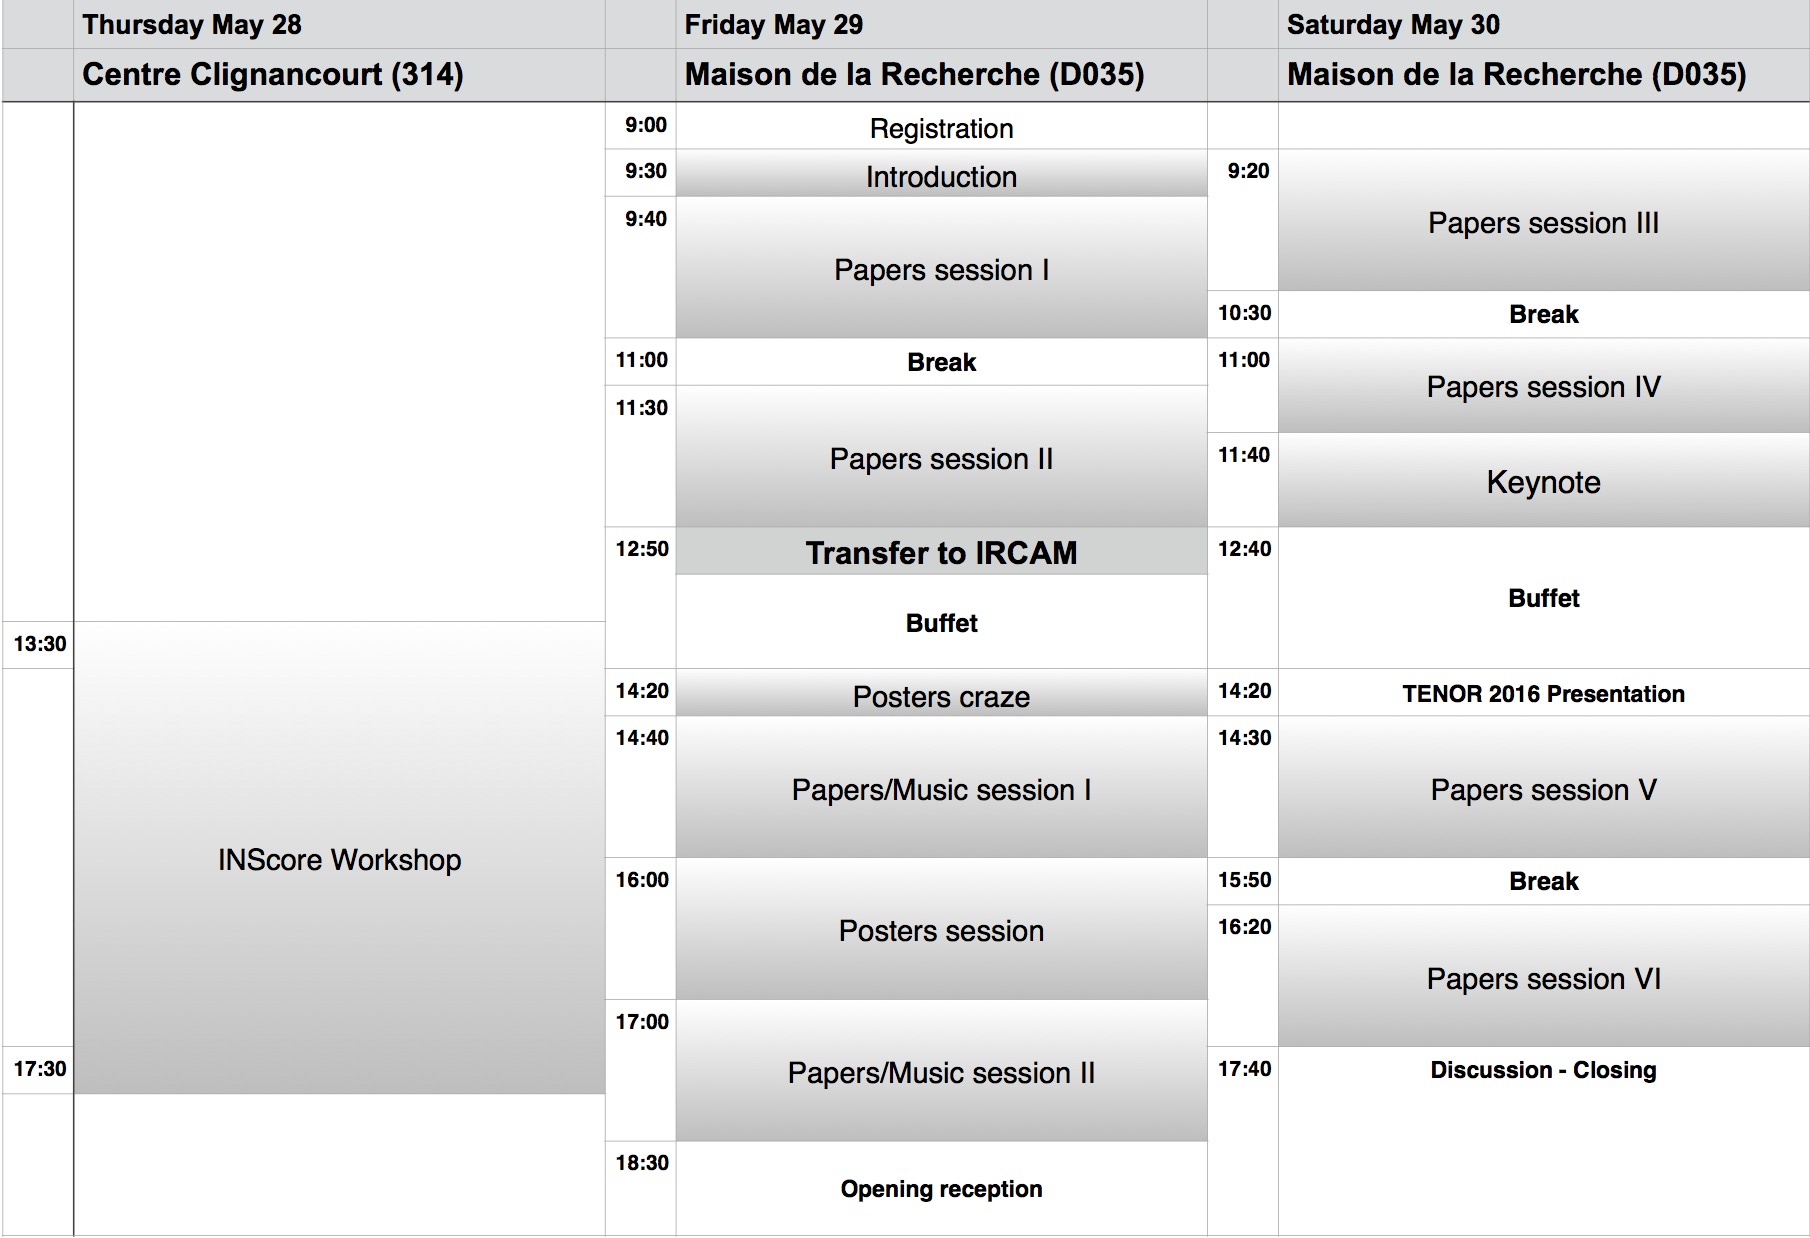 Thursday May 28
Centre Clignancourt (314)
13:30
INScore Workshop
17:30
Friday May 29
Maison de la Recherche (D035)
9:00 Registration
9:30 Introduction
9:40 Papers session I
11:00 Break
11:30 Papers session II
12:50 Transfer to IRCAM
Buffet
14:20 Posters craze
14:40 Papers/Music session I
16:00 Posters session
17:00 Papers/Music session II
18:30 Opening reception
Saturday May 30
Maison de la Recherche (D035)
9:20 Papers session III
10:30 Break
11:00 Papers session IV
11:40 Keynote
12:40 Buffet
14:20 TENOR 2016 Presentation
14:30 Papers session V
15:50 Break
16:20 Papers session VI
17:40 Discussion - Closing